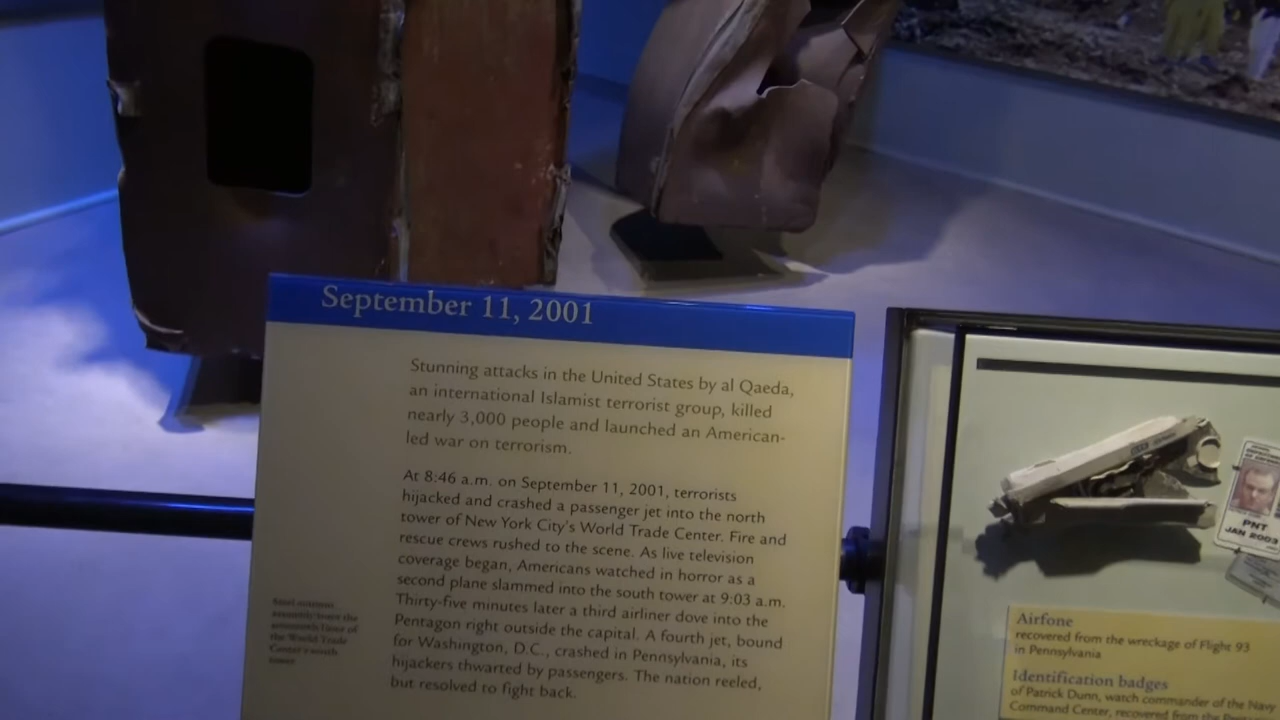 September 11, 2001
Stunning attacks in the United States by al Qaeda,
an international Islamist terrorist group, killed
nearly 3,000 people and launched an American-
led war on terrorism.
At 8:46 a.m. on September 11, 2001, terrorists
hijacked and crashed a passenger jet into the north
tower of New York City's World Trade Center. Fire and
rescue crews rushed to the scene. As live television
coverage began, Americans watched in horror as a
second plane slammed into the south tower at 9:03 a.m.
Thirty-five minutes later a third airliner dove into the
Pentagon right outside the capital. A fourth jet, bound
for Washington, D.C., crashed in Pennsylvania, its
hijackers thwarted by passengers. The nation reeled,
but resolved to fight back.
the World Trade
Center's south
tower
PNT
JAN 2003
Airfone
recovered from the wreckage of Flight 93
in Pennsylvania
Identification badges
of Patrick Dunn, watch commander of the Navy
Command Center, recovered from the